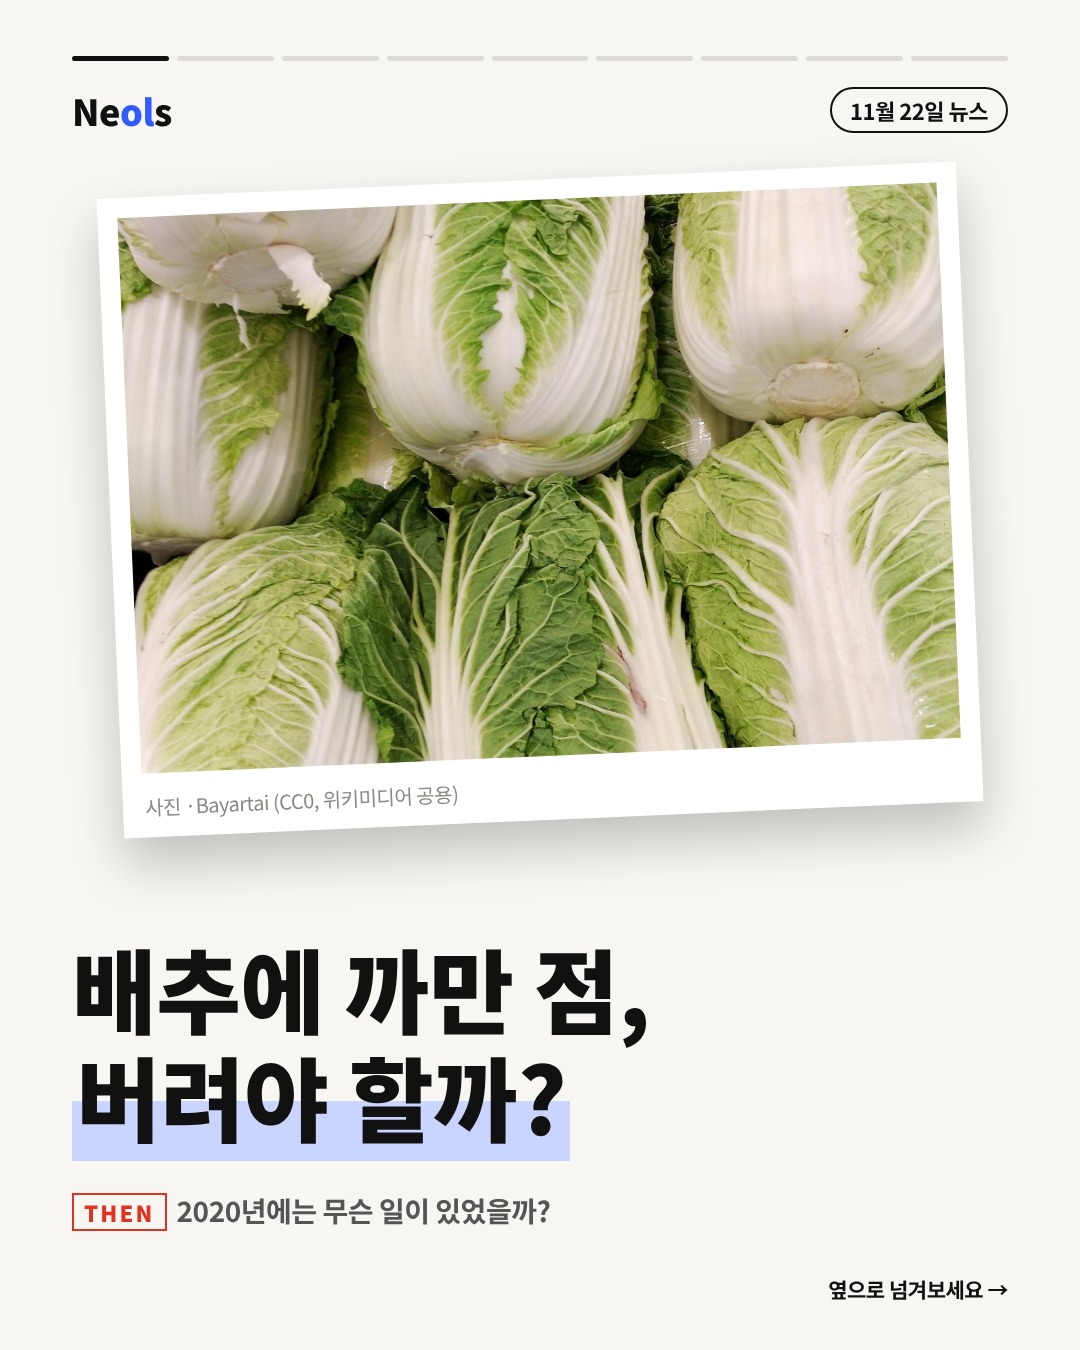 Neols
11월 22일 뉴스
사진 · Bayartai (CC0, 위키미디어 공용)
배추에 까만 점,
버려야 할까?
THEN 2020년에는 무슨 일이 있었을까?
옆으로 넘겨보세요 →